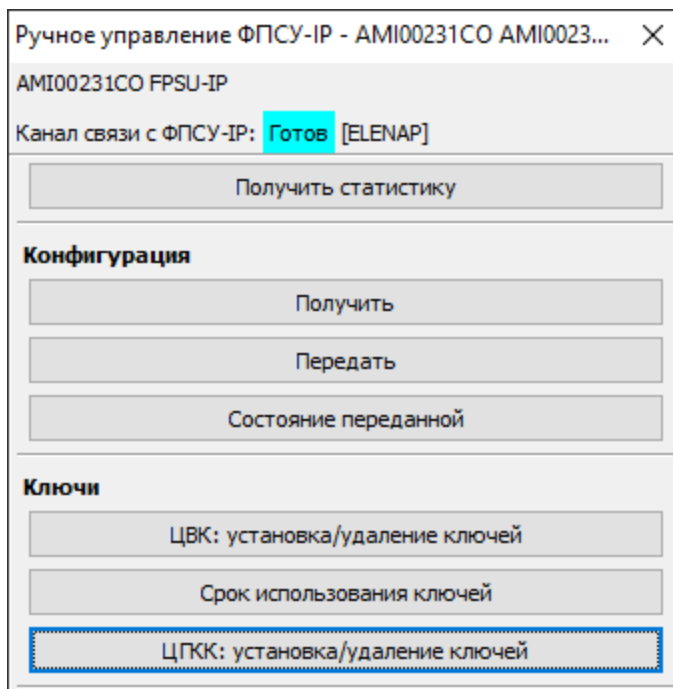 Ручное управление ФПСУ-IP - AMI00231CO AMI0023...
AMI00231CO FPSU-IP
Канал связи с ФПСУ-IP: Готов [ELENAP]
Получить статистику
Конфигурация
Получить
Передать
Состояние переданной
Ключи
ЦВК: установка/удаление ключей
Срок использования ключей
ЦГКК: установка/удаление ключей